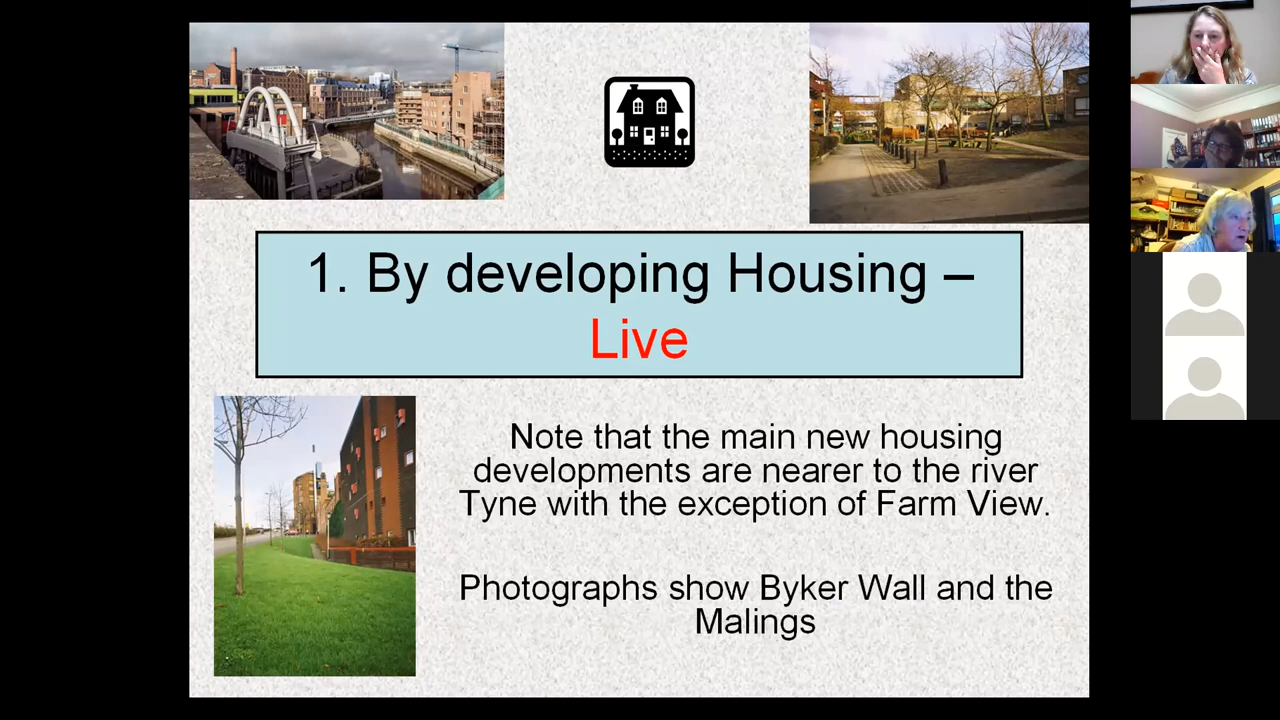 1. By developing Housing –
Live
Note that the main new housing
developments are nearer to the river
Tyne with the exception of Farm View.
Photographs show Byker Wall and the
Malings